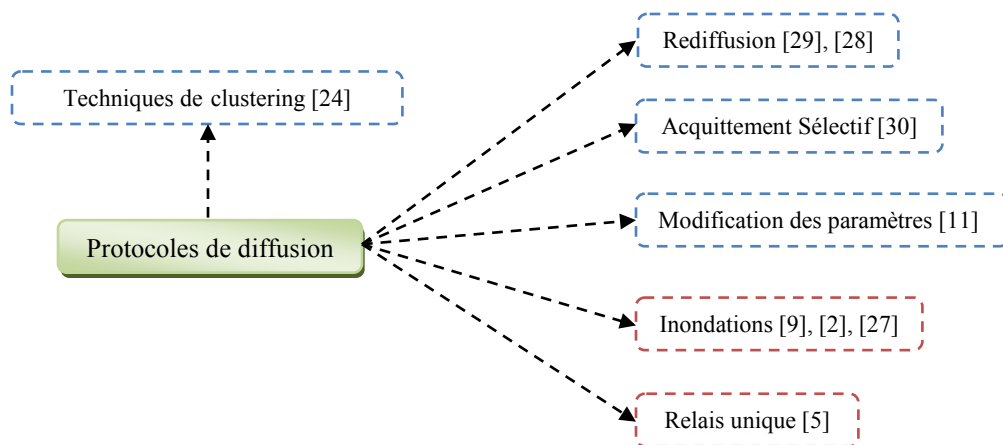 Rediffusion [29], [28]
Techniques de clustering [24]
Acquittement Sélectif [30]
Modification des paramètres [11]
Protocoles de diffusion
Inondations [9], [2], [27]
Relais unique [5]